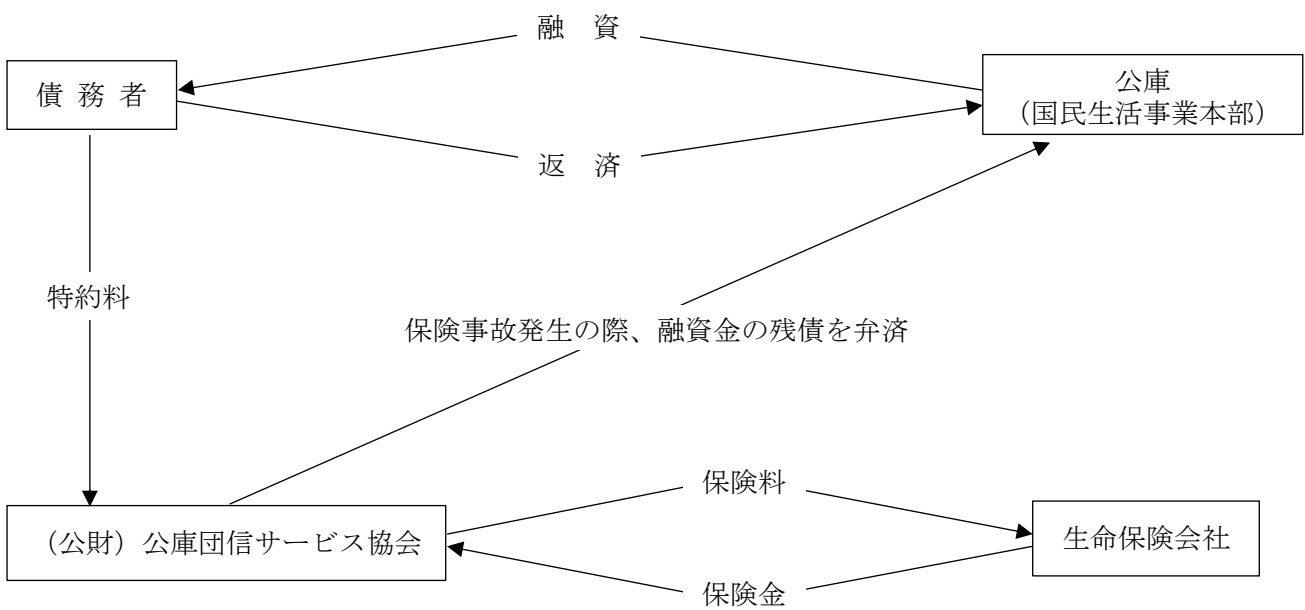 融　資
債 務 者
公庫
（国民生活事業本部）
返　済
特約料
保険事故発生の際、融資金の残債を弁済
保険料
（公財）公庫団信サービス協会
生命保険会社
保険金